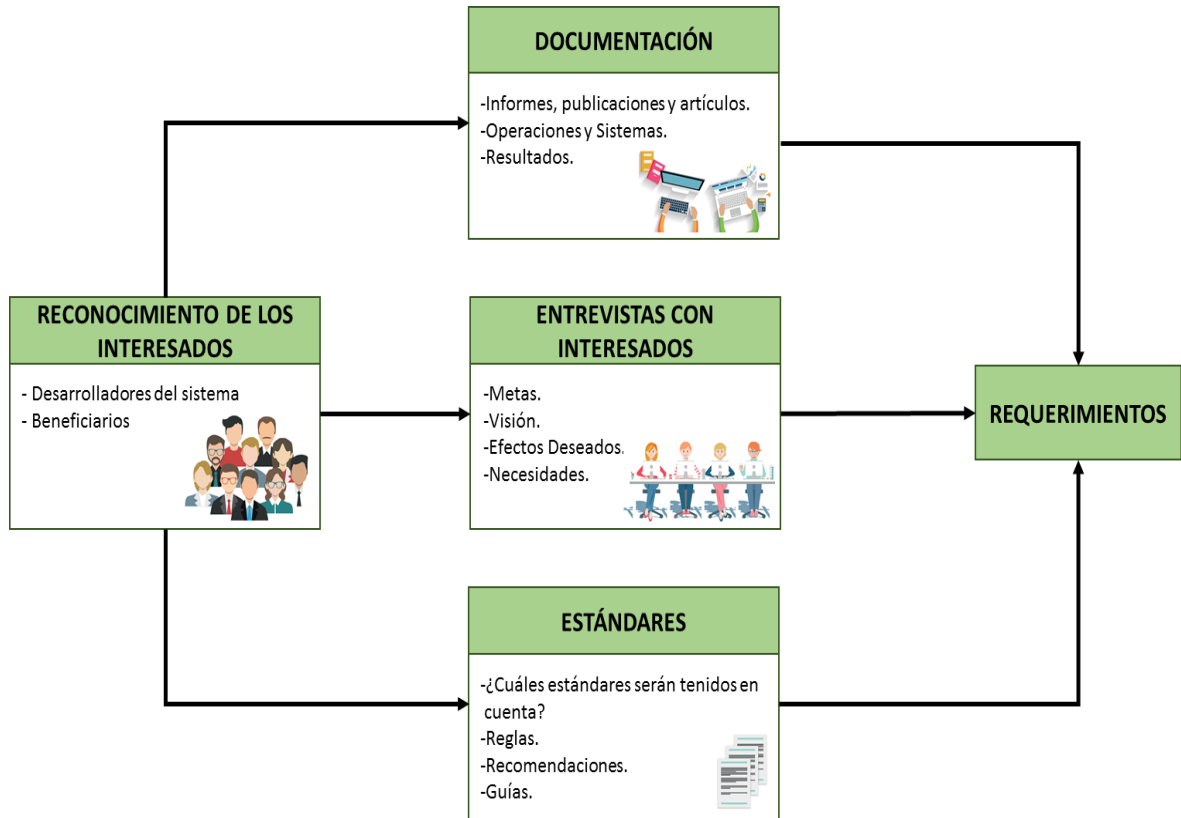 DOCUMENTACIÓN
-Informes, publicaciones y artículos.
-Operaciones y Sistemas.
-Resultados.
RECONOCIMIENTO DE LOS
INTERESADOS
- Desarrolladores del sistema
- Beneficiarios
ENTREVISTAS CON
INTERESADOS
-Metas.
-Visión.
-Efectos Deseados.
-Necesidades.
REQUERIMIENTOS
ESTÁNDARES
-¿Cuáles estándares serán tenidos en
cuenta?
-Reglas.
-Recomendaciones.
-Guías.